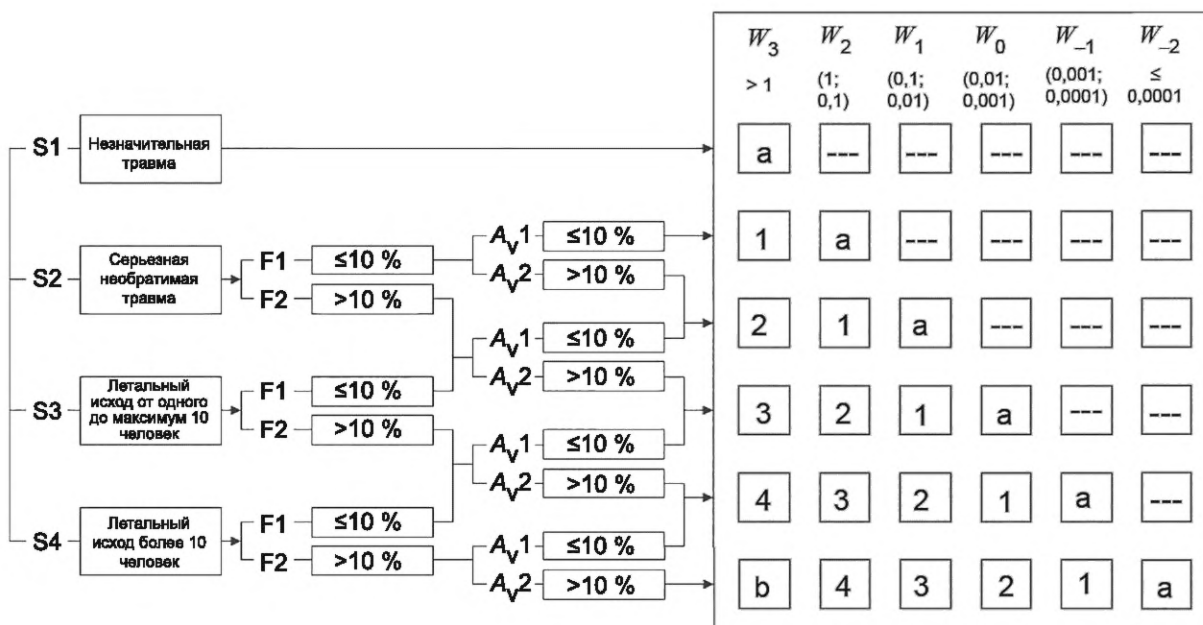 W3 W2 W1 W0 W–1 W–2
> 1 (1; 0,1) (0,1; 0,01) (0,01; 0,001) (0,001; 0,0001) ≤ 0,0001
S1
Незначительная
травма
a --- --- --- --- ---
S2
Серьезная
необратимая
травма
F1 ≤10 %
F2 >10 %
Av1 ≤10 %
Av2 >10 %
1 a --- --- --- ---
Av1 ≤10 %
Av2 >10 %
2 1 a --- --- ---
S3
Летальный
исход от одного
до максимум 10
человек
F1 ≤10 %
F2 >10 %
3 2 1 a --- ---
Av1 ≤10 %
Av2 >10 %
4 3 2 1 a ---
S4
Летальный
исход более 10
человек
F1 ≤10 %
F2 >10 %
Av1 ≤10 %
Av2 >10 %
b 4 3 2 1 a